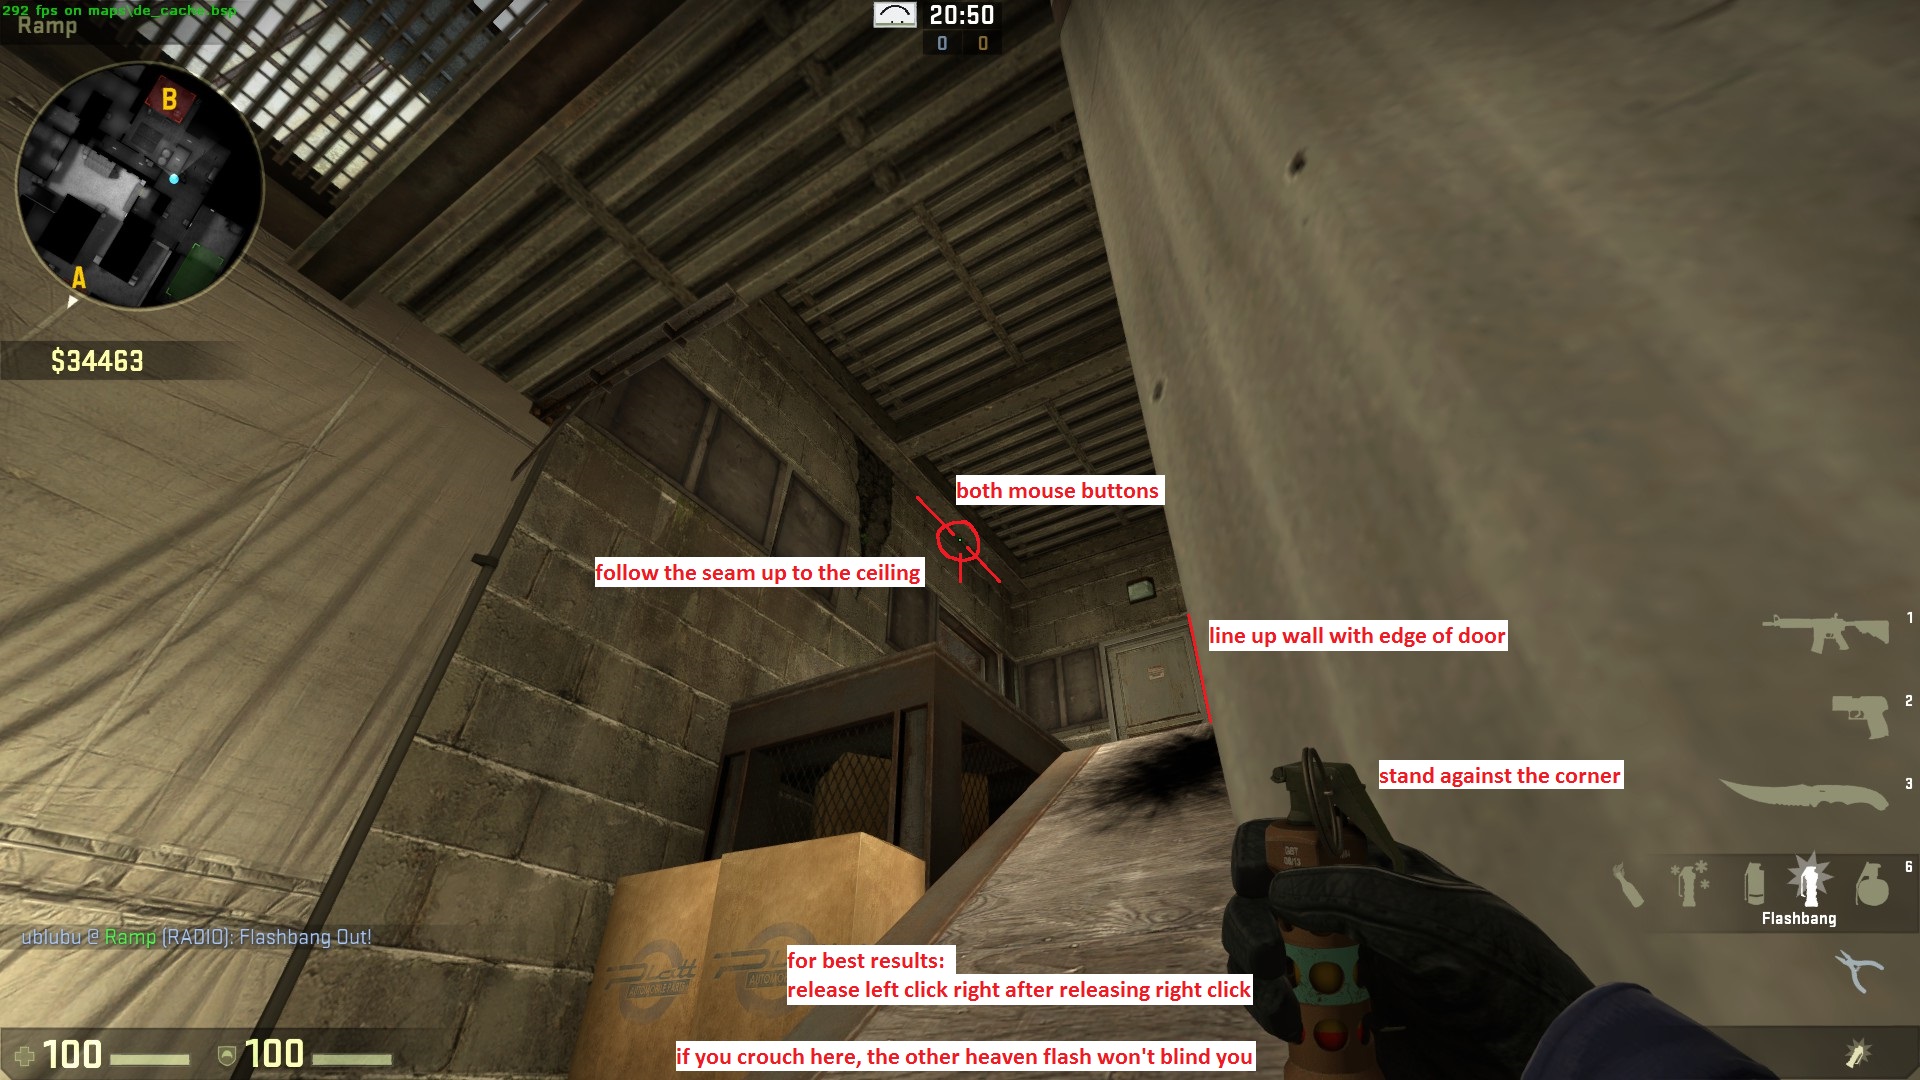 292 fps on maps/de_cache.bsp
Ramp
20:50
0 0
B
A
$34463
both mouse buttons
follow the seam up to the ceiling
line up wall with edge of door
1
2
stand against the corner
3
6
Flashbang
ublubu @ Ramp (RADIO): Flashbang Out!
for best results:
release left click right after releasing right click
if you crouch here, the other heaven flash won't blind you
100 100